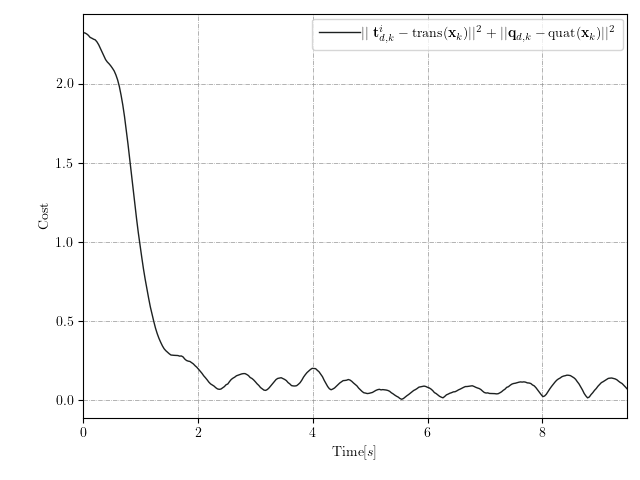 || t^i_{d,k} − trans(x_k)||^2 + ||q_{d,k} − quat(x_k)||^2
2.0
1.5
1.0
0.5
0.0
Cost
0 2 4 6 8
Time[s]